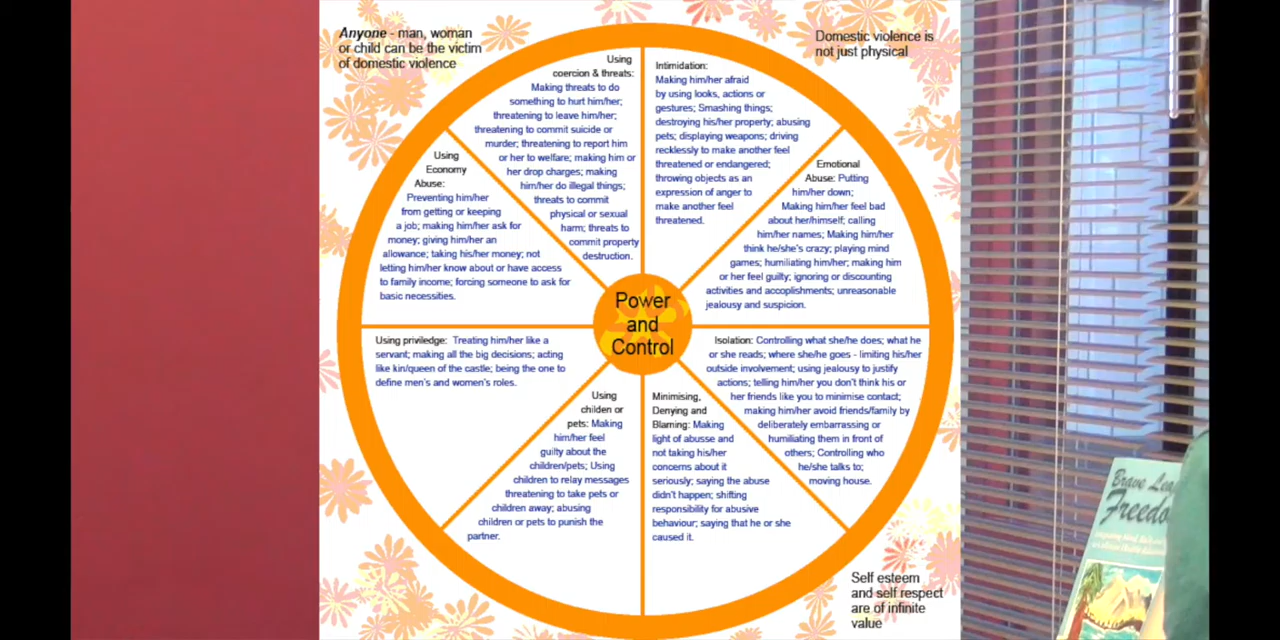 Anyone - man, woman
or child can be the victim
of domestic violence
Domestic violence is
not just physical
Using
coercion & threats:
Making threats to do
something to hurt him/her;
threatening to leave him/her;
threatening to commit suicide or
murder; threatening to report him
or her to welfare; making him or
her drop charges; making
him/her do illegal things;
threats to commit
physical or sexual
harm; threats to
commit property
destruction.
Intimidation:
Making him/her afraid
by using looks, actions or
gestures; Smashing things;
destroying his/her property; abusing
pets; displaying weapons; driving
recklessly to make another feel
threatened or endangered;
throwing objects as an
expression of anger to
make another feel
threatened.
Emotional
Abuse: Putting
him/her down;
Making him/her feel bad
about her/himself; calling
him/her names; Making him/her
think he/she's crazy; playing mind
games; humiliating him/her; making him
or her feel guilty; ignoring or discounting
activities and accoplishments; unreasonable
jealousy and suspicion.
Using
Economy
Abuse:
Preventing him/her
from getting or keeping
a job; making him/her ask for
money; giving him/her an
allowance; taking his/her money; not
letting him/her know about or have access
to family income; forcing someone to ask for
basic necessities.
Power
and
Control
Using priviledge: Treating him/her like a
servant; making all the big decisions; acting
like kin/queen of the castle; being the one to
define men's and women's roles.
Isolation: Controlling what she/he does; what he
or she reads; where she/he goes - limiting his/her
outside involvement; using jealousy to justify
actions; telling him/her you don't think his or
her friends like you to minimise contact;
making him/her avoid friends/family by
deliberately embarrassing or
humiliating them in front of
others; Controlling who
he/she talks to;
moving house.
Using
childen or
pets: Making
him/her feel
guilty about the
children/pets; Using
children to relay messages
threatening to take pets or
children away; abusing
children or pets to punish the
partner.
Minimising,
Denying and
Blaming: Making
light of abusse and
not taking his/her
concerns about it
seriously; saying the abuse
didn't happen; shifting
responsibility for abusive
behaviour; saying that he or she
caused it.
Self esteem
and self respect
are of infinite
value
Brave